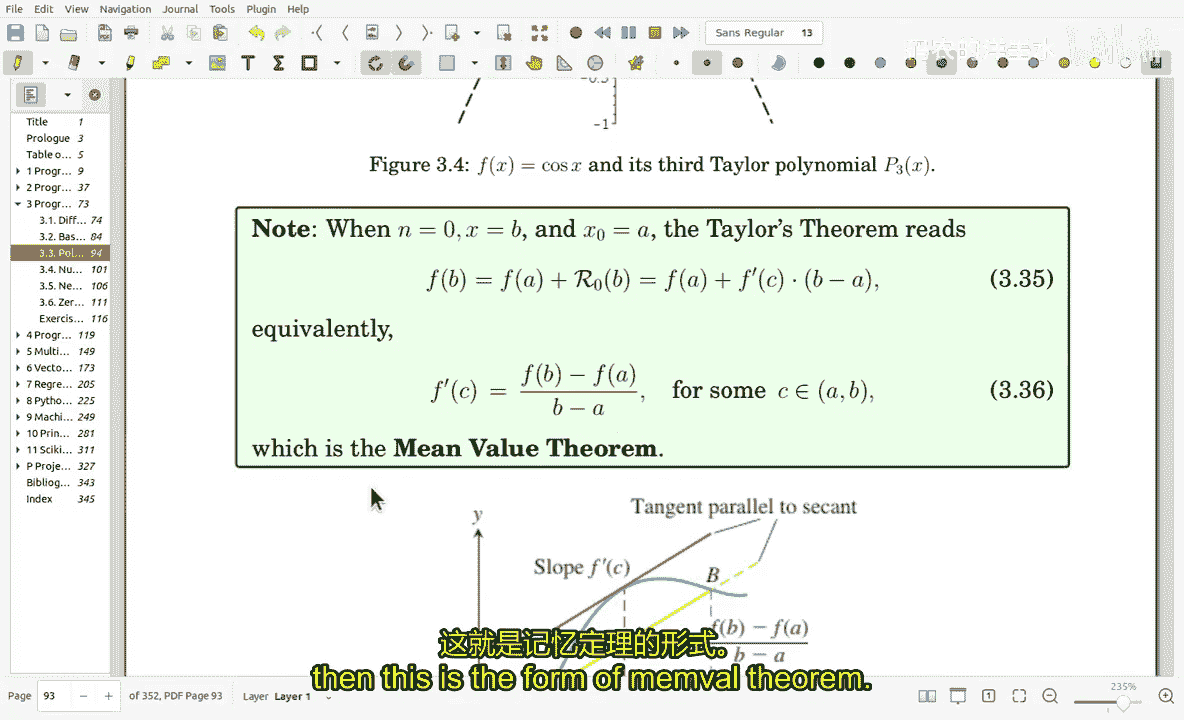 File Edit View Navigation Journal Tools Plugin Help
Sans Regular 13
Title 1
Prologue 3
Table o... 5
1 Progr... 9
2 Progr... 37
3 Progr... 73
3.1. Diff... 74
3.2. Bas... 84
3.3. Pol... 94
3.4. Nu... 101
3.5. Ne... 106
3.6. Zer... 111
Exercis... 116
4 Progr... 119
5 Multi... 149
6 Vecto... 173
7 Regre... 205
8 Pytho... 225
9 Machi... 249
10 Prin... 281
11 Sciki... 311
P Proje... 327
Bibliog... 343
Index 345
-0.5
-1
Figure 3.4: f(x) = cos x and its third Taylor polynomial P₃(x).
Note: When n = 0, x = b, and x₀ = a, the Taylor's Theorem reads
f(b) = f(a) + R₀(b) = f(a) + f′(c) · (b − a), (3.35)
equivalently,
f′(c) = (f(b) − f(a))/(b − a), for some c ∈ (a, b), (3.36)
which is the Mean Value Theorem.
Tangent parallel to secant
y
Slope f′(c)
B
f(b) − f(a)
b − a
这就是记忆定理的形式。
then this is the form of memval theorem.
Page 93 of 352, PDF Page 93 Layer Layer 1
235%